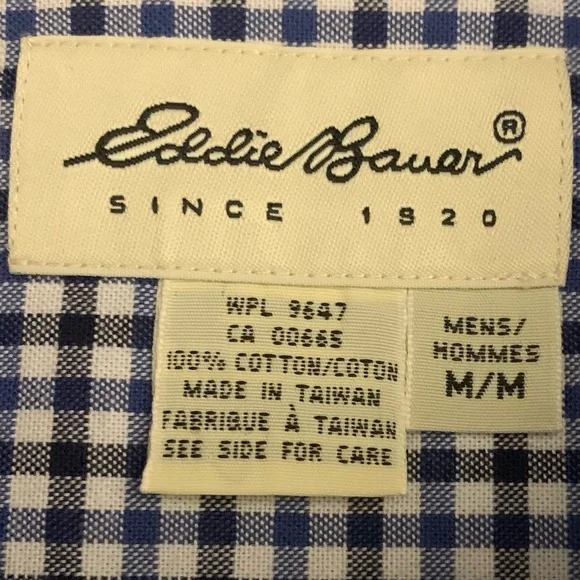 Eddie Bauer®
SINCE 1920
WPL 9647
CA 00665
100% COTTON/COTON
MADE IN TAIWAN
FABRIQUE À TAIWAN
SEE SIDE FOR CARE
MENS/
HOMMES
M/M